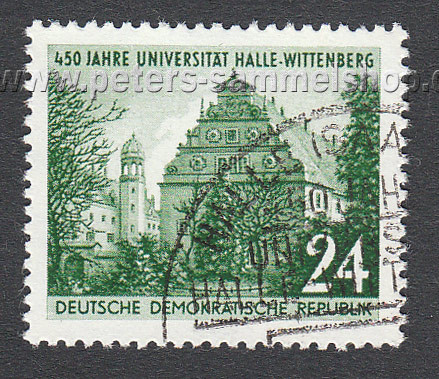 450 JAHRE UNIVERSITÄT HALLE-WITTENBERG
www.peters-sammelshop.d
24
DEUTSCHE DEMOKRATISCHE REPUBLIK